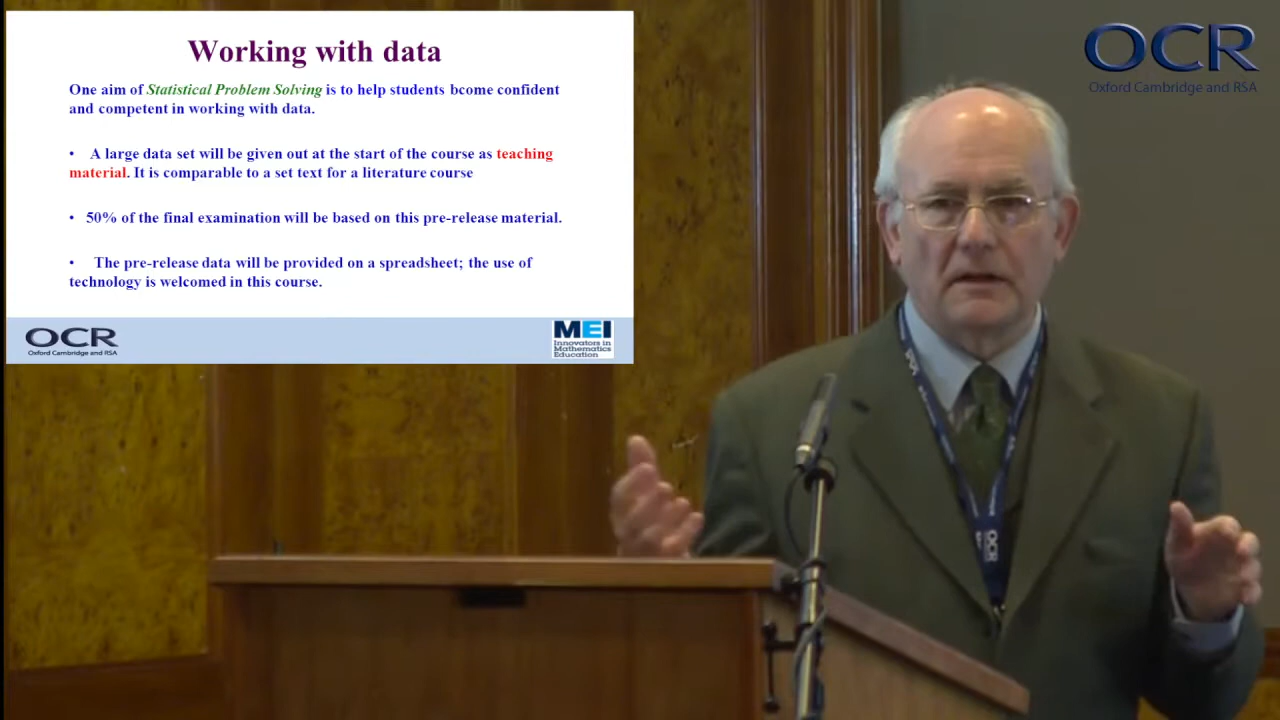 Working with data
One aim of Statistical Problem Solving is to help students bcome confident
and competent in working with data.
• A large data set will be given out at the start of the course as teaching
material. It is comparable to a set text for a literature course
• 50% of the final examination will be based on this pre-release material.
• The pre-release data will be provided on a spreadsheet; the use of
technology is welcomed in this course.
OCR
Oxford Cambridge and RSA
MEI
Innovators in
Mathematics
Education
OCR
Oxford Cambridge and RSA
OCR